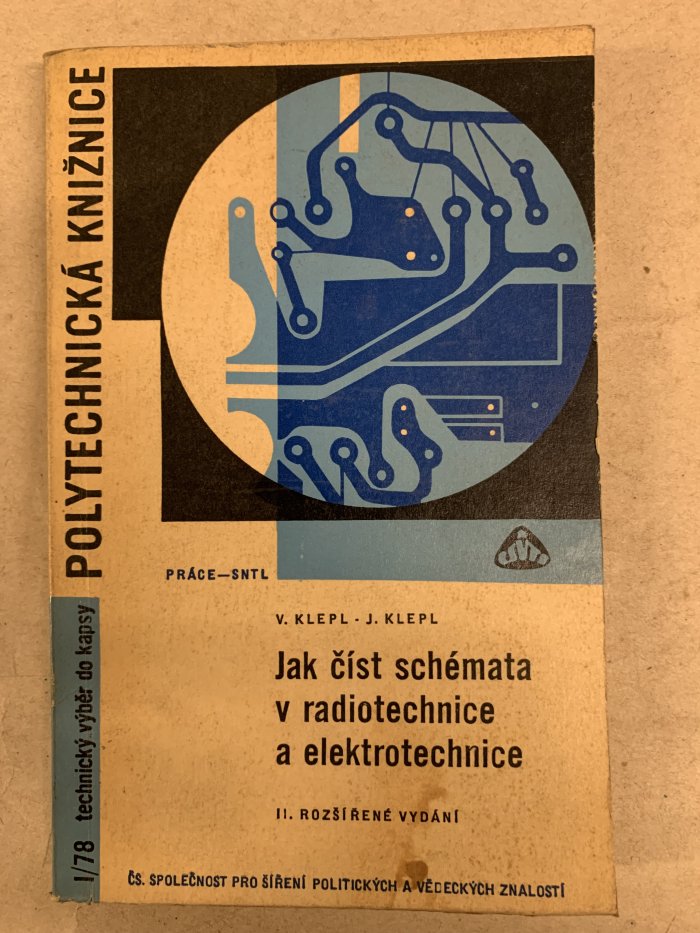 POLYTECHNICKÁ KNIŽNICE
I/78 technický výběr do kapsy
PRÁCE—SNTL
V. KLEPL - J. KLEPL
Jak číst schémata
v radiotechnice
a elektrotechnice
II. ROZŠÍŘENÉ VYDÁNÍ
ČS. SPOLEČNOST PRO ŠÍŘENÍ POLITICKÝCH A VĚDECKÝCH ZNALOSTÍ